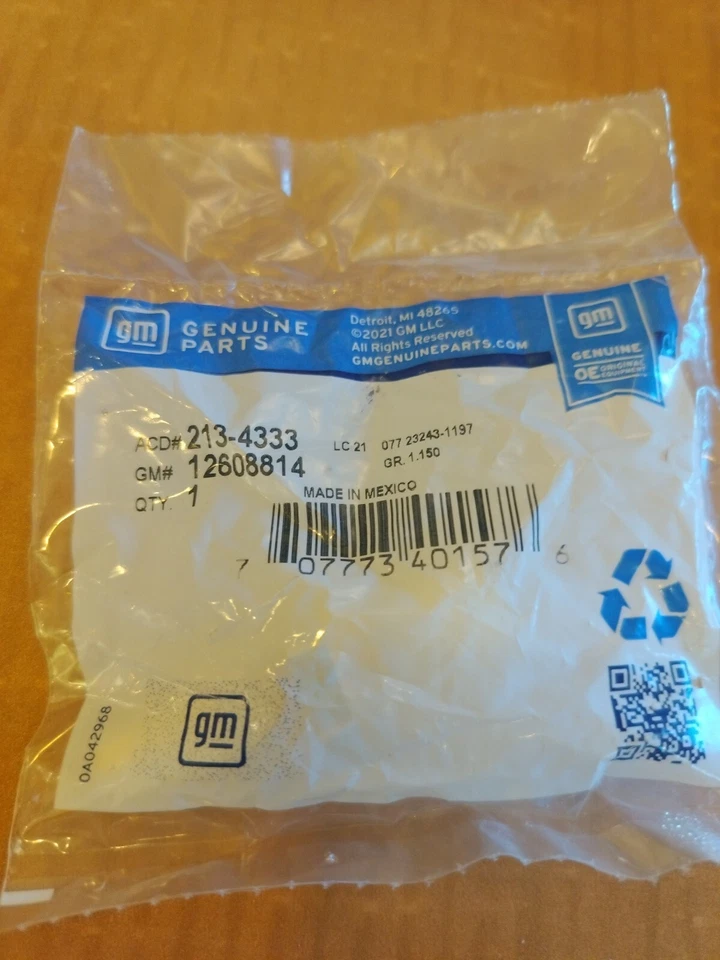 gm GENUINE PARTS
Detroit, MI 48265
©2021 GM LLC
All Rights Reserved
GMGENUINEPARTS.COM
gm
GENUINE
OE ORIGINAL EQUIPMENT
ACD# 213-4333
LC 21 077 23243-1197
GM# 12608814
GR. 1.150
QTY. 1
MADE IN MEXICO
7 07773 40157 6
gm
0A042968